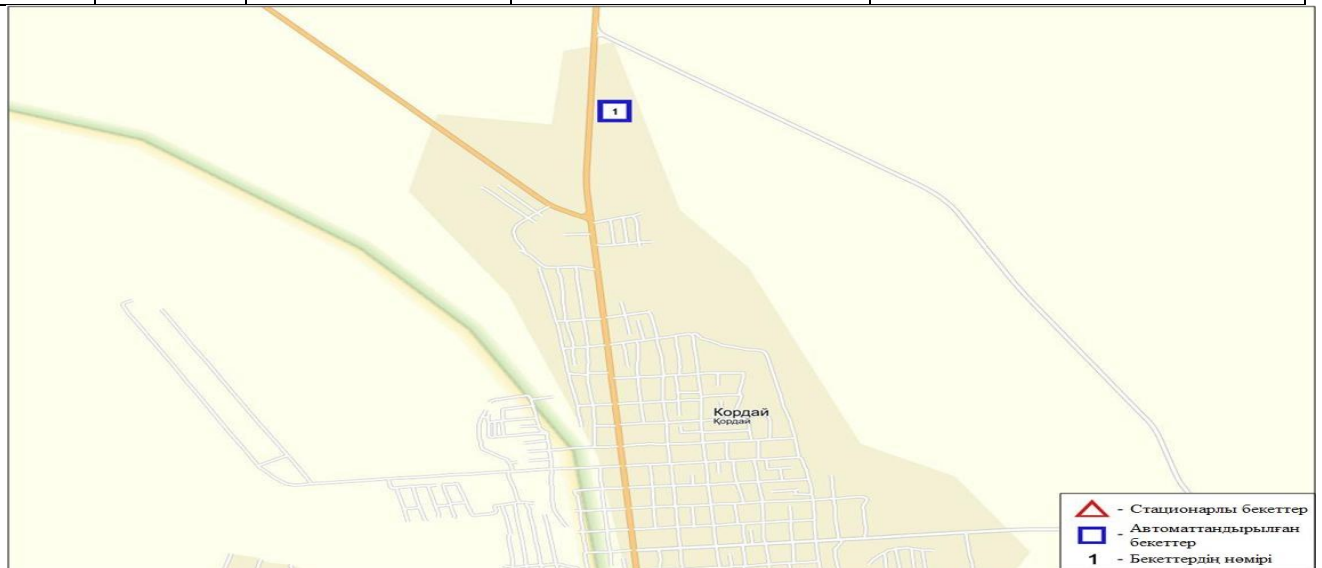 1
Кордай
Қордай
- Стационарлы бекеттер
- Автоматтандырылған
бекеттер
1 - Бекеттердің нөмірі